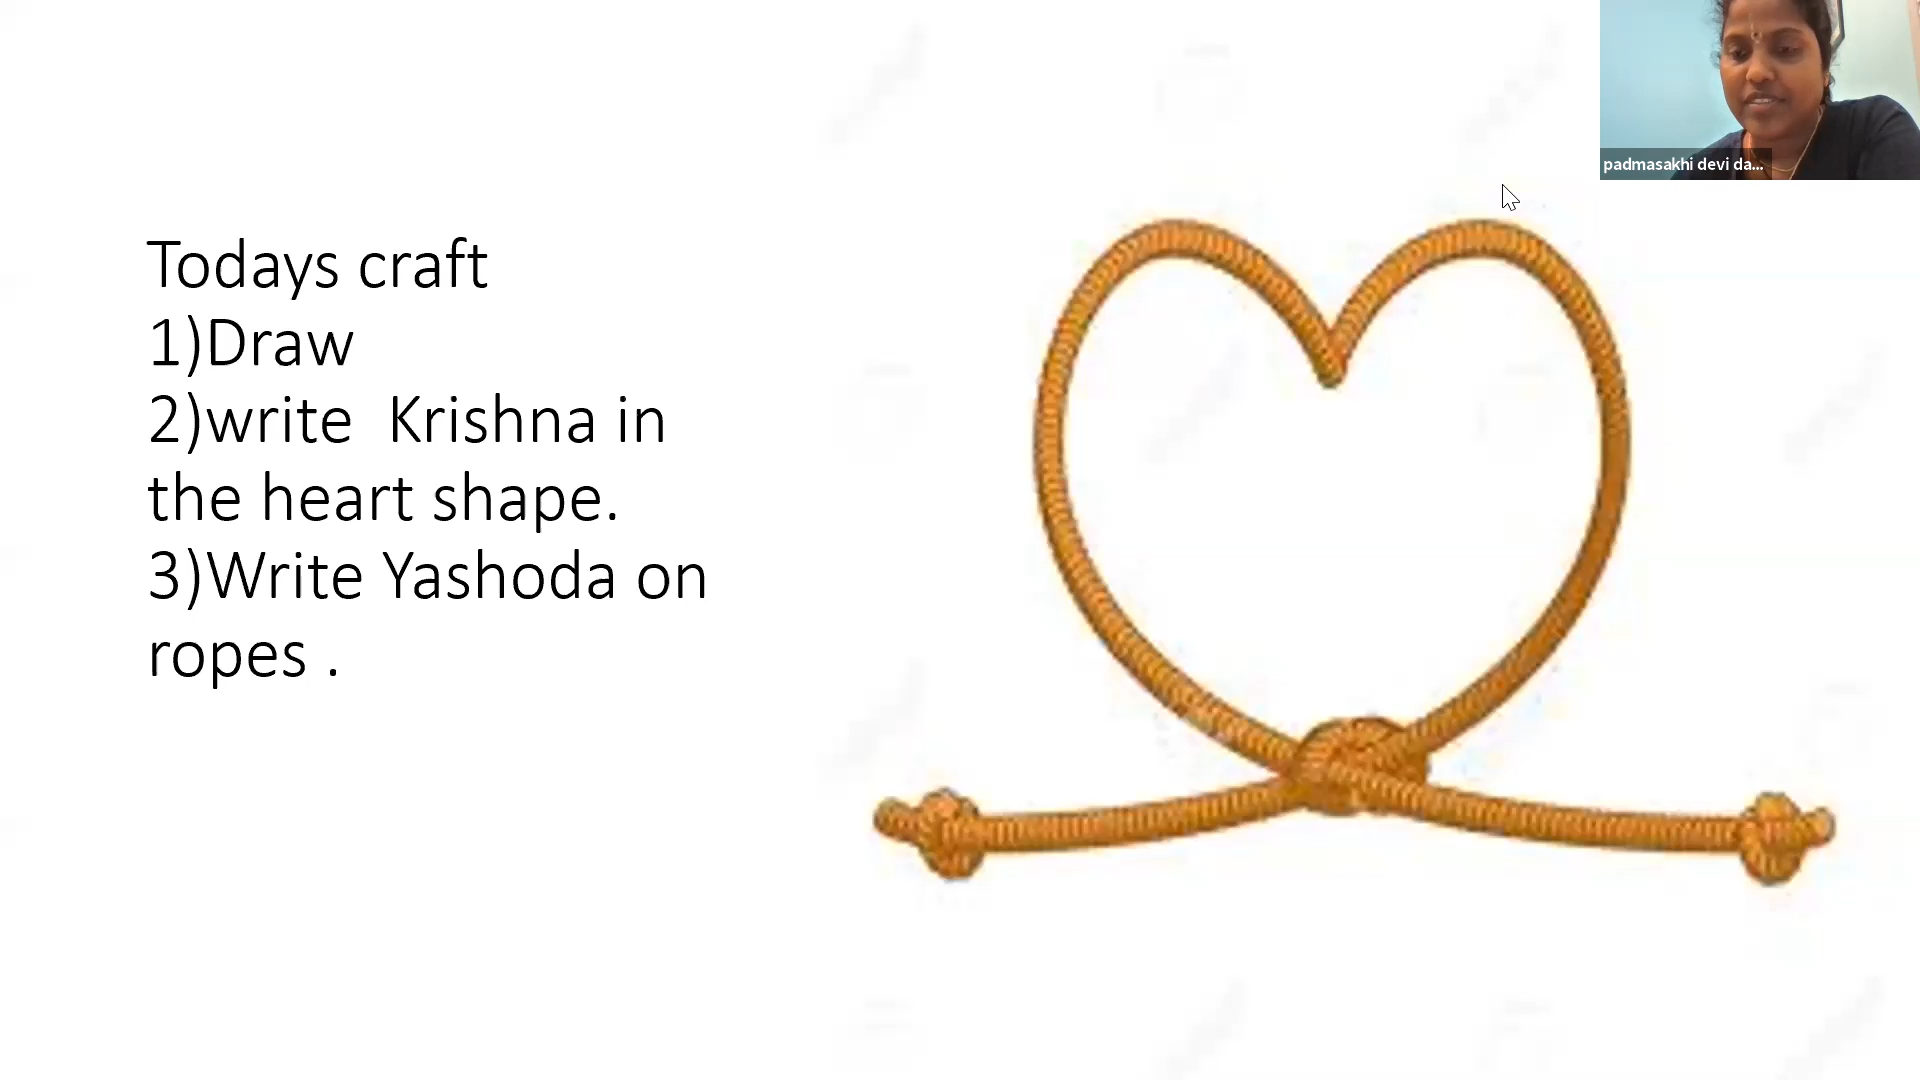 padmasakhi devi da...
Todays craft
1)Draw
2)write  Krishna in
the heart shape.
3)Write Yashoda on
ropes .